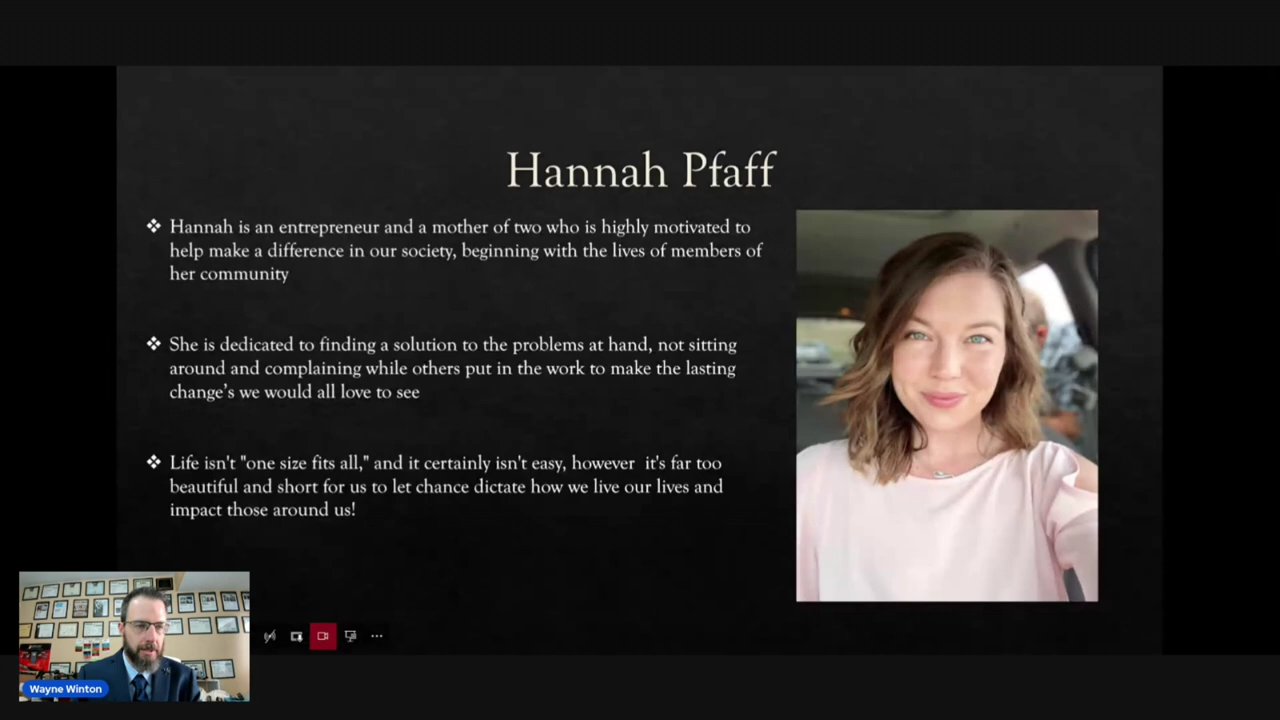 Hannah Pfaff
❖ Hannah is an entrepreneur and a mother of two who is highly motivated to
help make a difference in our society, beginning with the lives of members of
her community
❖ She is dedicated to finding a solution to the problems at hand, not sitting
around and complaining while others put in the work to make the lasting
change's we would all love to see
❖ Life isn't "one size fits all," and it certainly isn't easy, however  it's far too
beautiful and short for us to let chance dictate how we live our lives and
impact those around us!
Wayne Winton